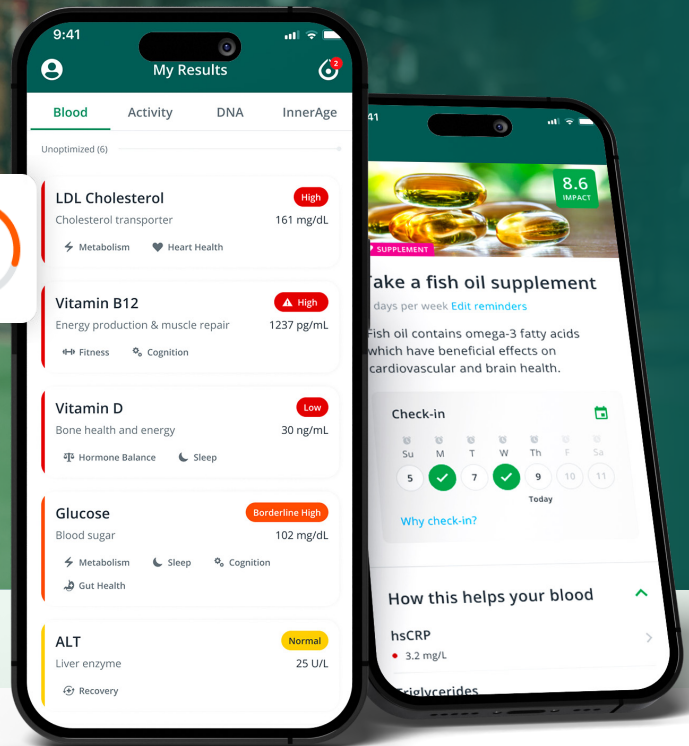 9:41
My Results
2
Blood Activity DNA InnerAge
Unoptimized (6)
LDL Cholesterol High
Cholesterol transporter 161 mg/dL
Metabolism Heart Health
Vitamin B12 High
Energy production & muscle repair 1237 pg/mL
Fitness Cognition
Vitamin D Low
Bone health and energy 30 ng/mL
Hormone Balance Sleep
Glucose Borderline High
Blood sugar 102 mg/dL
Metabolism Sleep Cognition
Gut Health
ALT Normal
Liver enzyme 25 U/L
Recovery
41
8.6
IMPACT
SUPPLEMENT
Take a fish oil supplement
days per week Edit reminders
Fish oil contains omega-3 fatty acids
which have beneficial effects on
cardiovascular and brain health.
Check-in
Su M T W Th F Sa
5 7 9 10 11
Today
Why check-in?
How this helps your blood
hsCRP
3.2 mg/L
Triglycerides